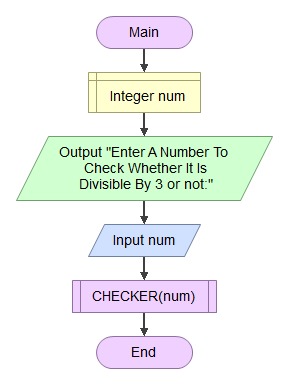 Main
Integer num
Output "Enter A Number To
Check Whether It Is
Divisible By 3 or not:"
Input num
CHECKER(num)
End